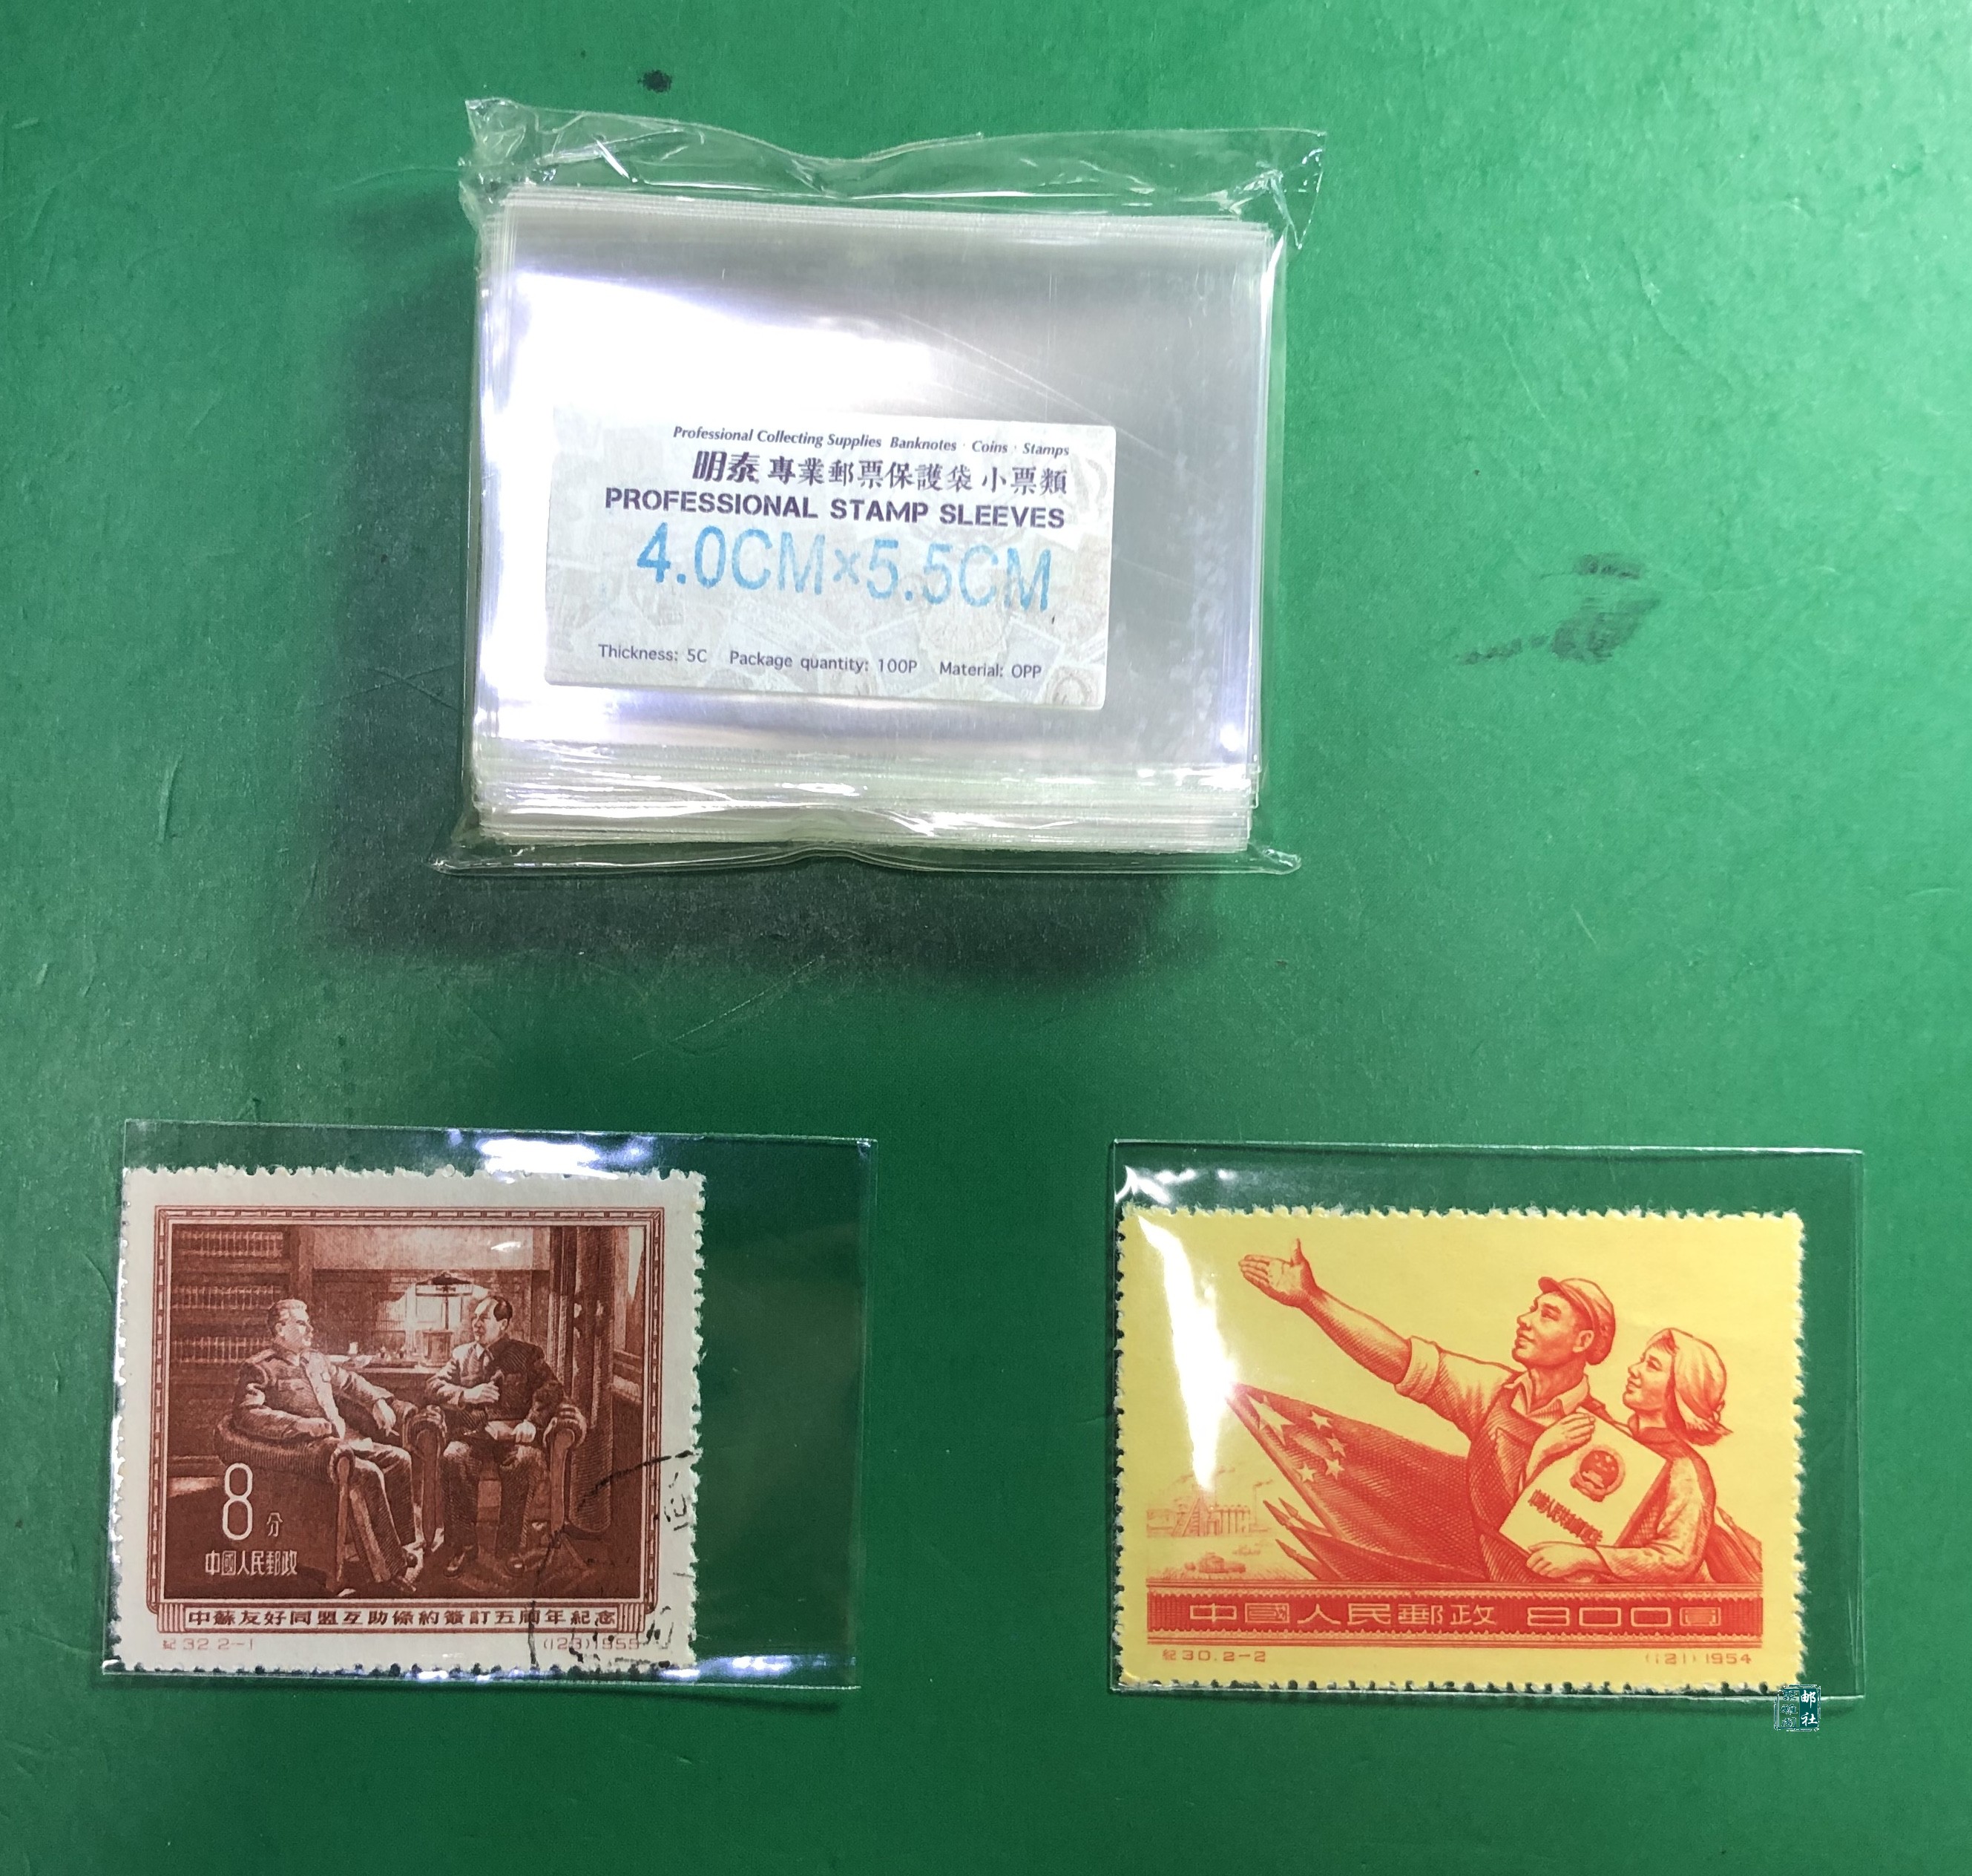 Professional Collecting Supplies Banknotes · Coins · Stamps
明泰 專業郵票保護袋 小票類
PROFESSIONAL STAMP SLEEVES
4.0CM×5.5CM
Thickness: 5C Package quantity: 100P Material: OPP
8分
中國人民郵政
中蘇友好同盟互助條約簽訂五周年紀念
紀32.2-1 (123)1955
中國人民郵政 800圓
紀30.2-2 (121)1954
邮社